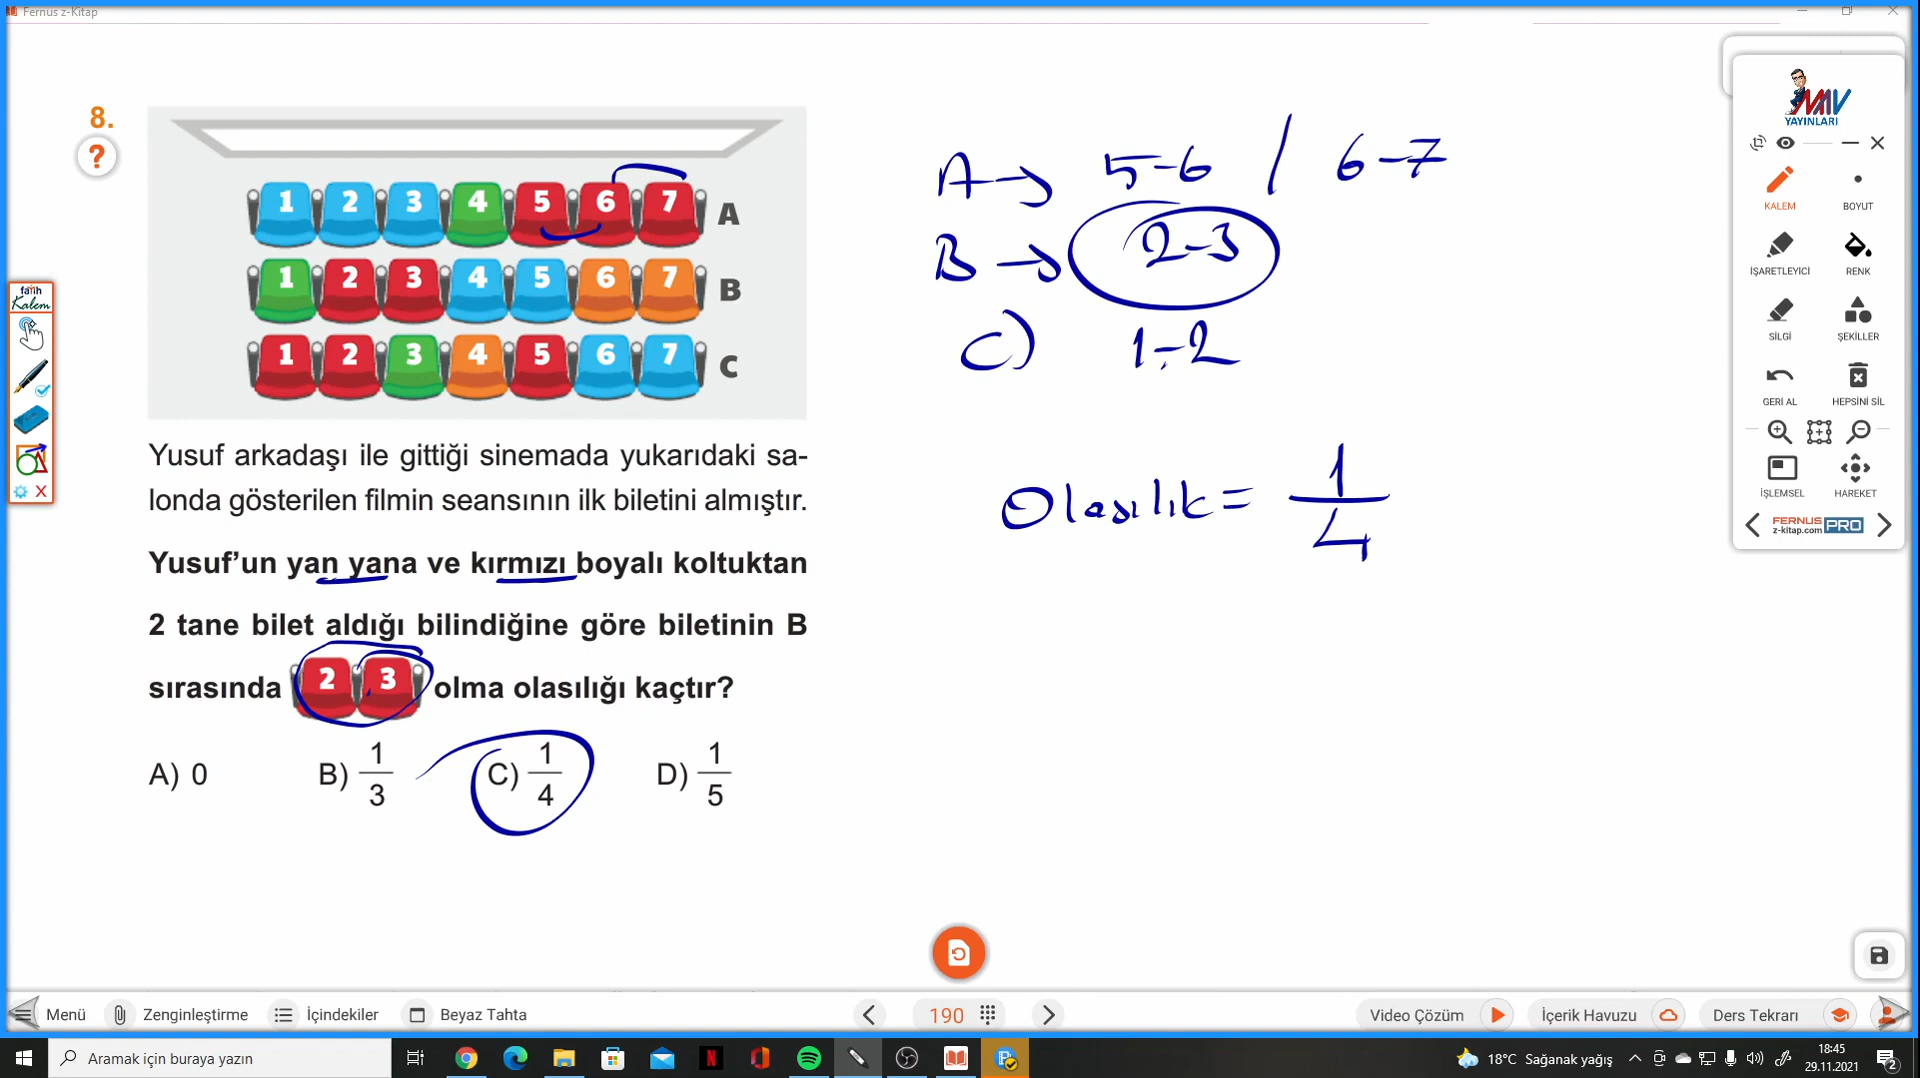 Fernus z-Kitap
8.
?
1 2 3 4 5 6 7 A
1 2 3 4 5 6 7 B
1 2 3 4 5 6 7 C
Yusuf arkadaşı ile gittiği sinemada yukarıdaki sa-
londa gösterilen filmin seansının ilk biletini almıştır.
Yusuf’un yan yana ve kırmızı boyalı koltuktan
2 tane bilet aldığı bilindiğine göre biletinin B
sırasında 2 3 olma olasılığı kaçtır?
A) 0 B) 1/3 C) 1/4 D) 1/5
A → 5-6 / 6-7
B → 2-3
C) 1-2
Olasılık = 1/4
fatih
Kalem
MAV
YAYINLARI
KALEM BOYUT
İŞARETLEYİCİ RENK
SİLGİ ŞEKİLLER
GERİ AL HEPSİNİ SİL
İŞLEMSEL HAREKET
FERNUS
z-kitap.com PRO
Menü Zenginleştirme İçindekiler Beyaz Tahta 190 Video Çözüm İçerik Havuzu Ders Tekrarı
Aramak için buraya yazın
18°C Sağanak yağış
18:45
29.11.2021
2